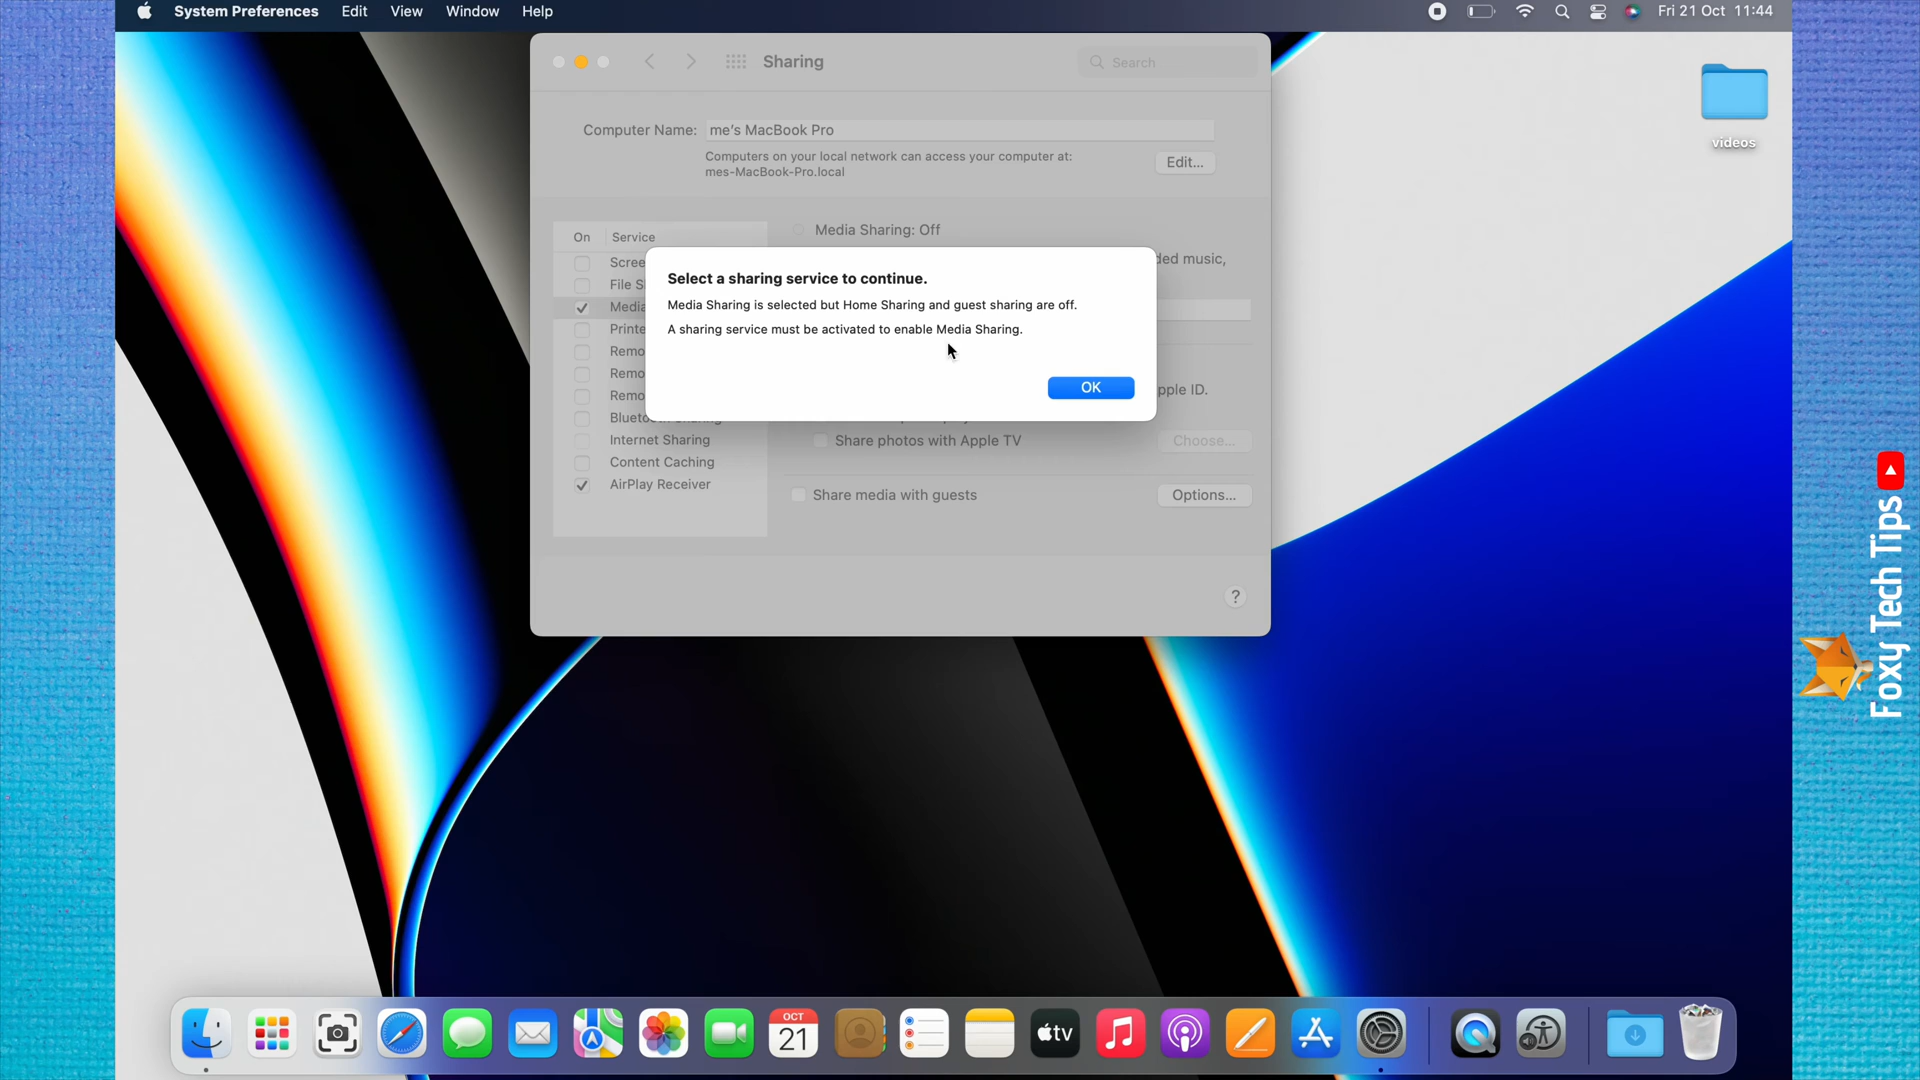 System Preferences Edit View Window Help
Fri 21 Oct 11:44
Sharing
Search
videos
Computer Name: me's MacBook Pro
Computers on your local network can access your computer at:
mes-MacBook-Pro.local
Edit...
On Service
Media Sharing: Off
Scree
ded music,
File S
Select a sharing service to continue.
Media
Media Sharing is selected but Home Sharing and guest sharing are off.
Printe
A sharing service must be activated to enable Media Sharing.
Remo
Remo
OK
Remo
pple ID.
Internet Sharing
Share photos with Apple TV
Choose...
Content Caching
AirPlay Receiver
Share media with guests
Options...
?
Foxy Tech Tips
OCT
21
tv